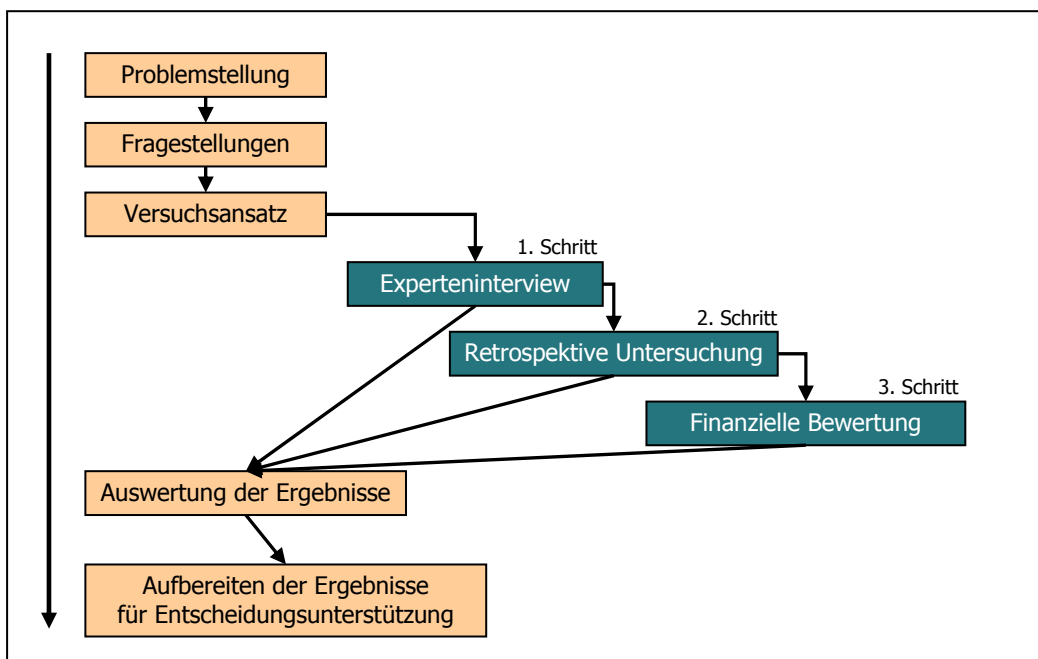 Problemstellung
Fragestellungen
Versuchsansatz
1. Schritt
Experteninterview
2. Schritt
Retrospektive Untersuchung
3. Schritt
Finanzielle Bewertung
Auswertung der Ergebnisse
Aufbereiten der Ergebnisse
für Entscheidungsunterstützung